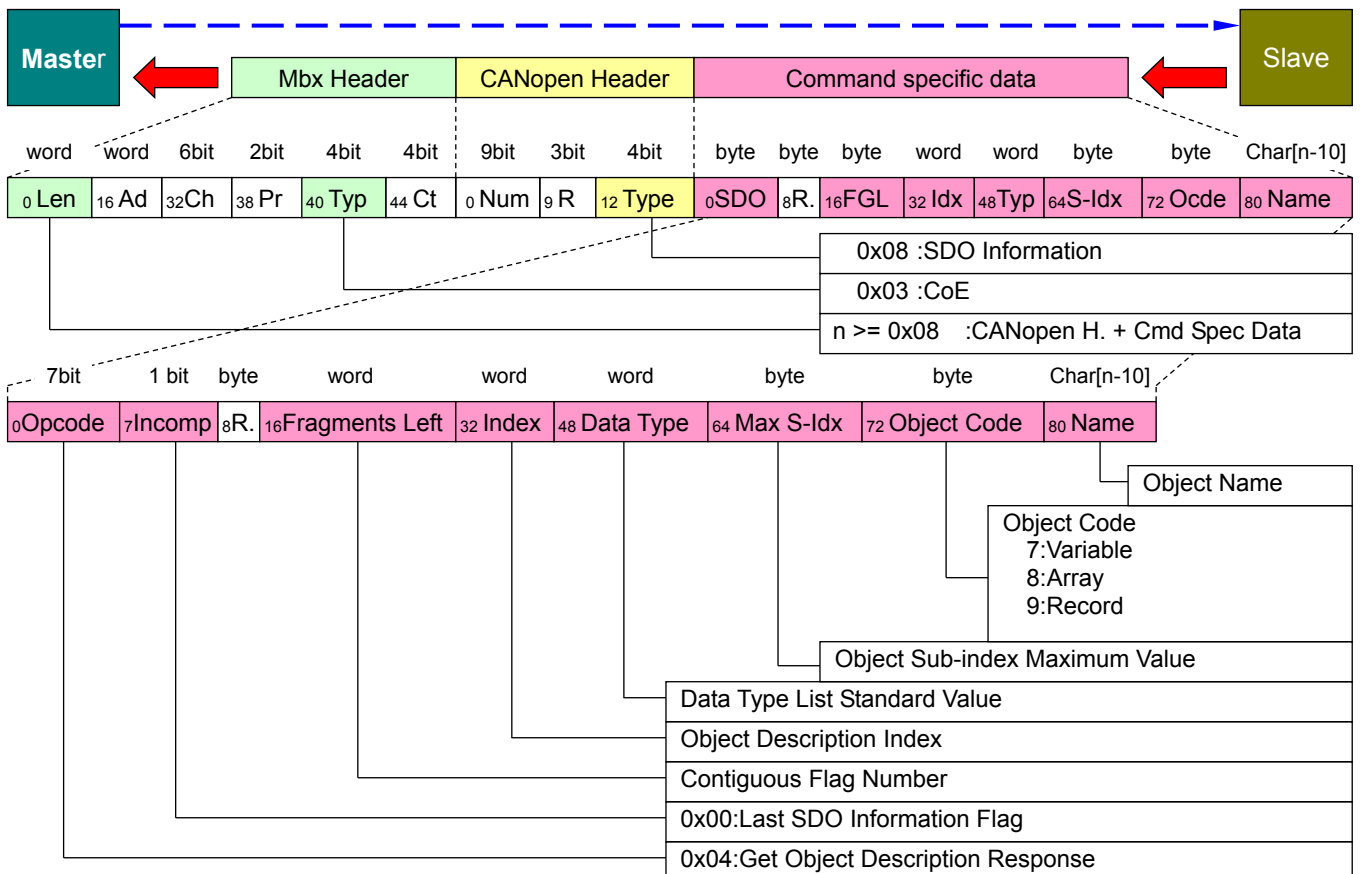 Master
Slave
Mbx Header CANopen Header Command specific data
word word 6bit 2bit 4bit 4bit 9bit 3bit 4bit byte byte byte word word byte byte Char[n-10]
0 Len 16 Ad 32Ch 38 Pr 40 Typ 44 Ct 0 Num 9 R 12 Type 0SDO 8R. 16FGL 32 Idx 48Typ 64S-Idx 72 Ocde 80 Name
0x08 :SDO Information
0x03 :CoE
n >= 0x08 :CANopen H. + Cmd Spec Data
7bit 1 bit byte word word word byte byte Char[n-10]
0Opcode 7Incomp 8R. 16Fragments Left 32 Index 48 Data Type 64 Max S-Idx 72 Object Code 80 Name
Object Name
Object Code
7:Variable
8:Array
9:Record
Object Sub-index Maximum Value
Data Type List Standard Value
Object Description Index
Contiguous Flag Number
0x00:Last SDO Information Flag
0x04:Get Object Description Response